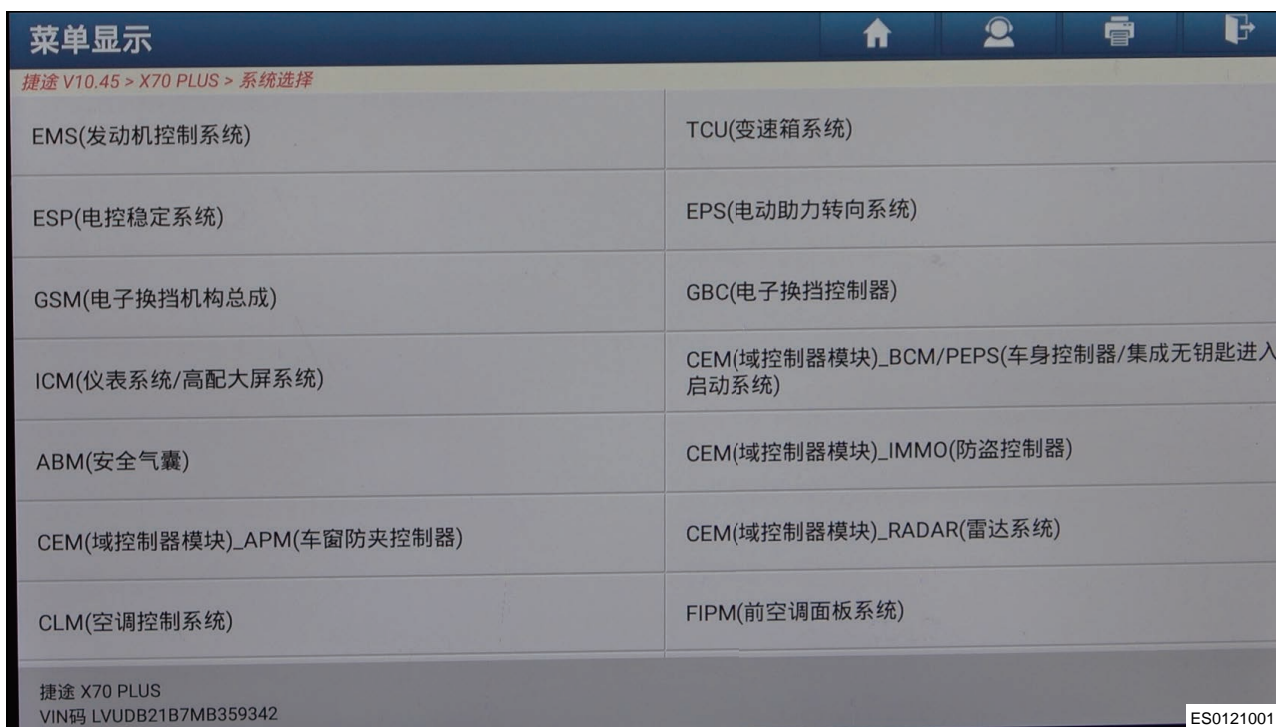 菜单显示
捷途 V10.45 > X70 PLUS > 系统选择
EMS(发动机控制系统)
TCU(变速箱系统)
ESP(电控稳定系统)
EPS(电动助力转向系统)
GSM(电子换挡机构总成)
GBC(电子换挡控制器)
ICM(仪表系统/高配大屏系统)
CEM(域控制器模块)_BCM/PEPS(车身控制器/集成无钥匙进入
启动系统)
ABM(安全气囊)
CEM(域控制器模块)_IMMO(防盗控制器)
CEM(域控制器模块)_APM(车窗防夹控制器)
CEM(域控制器模块)_RADAR(雷达系统)
CLM(空调控制系统)
FIPM(前空调面板系统)
捷途 X70 PLUS
VIN码 LVUDB21B7MB359342
ES0121001